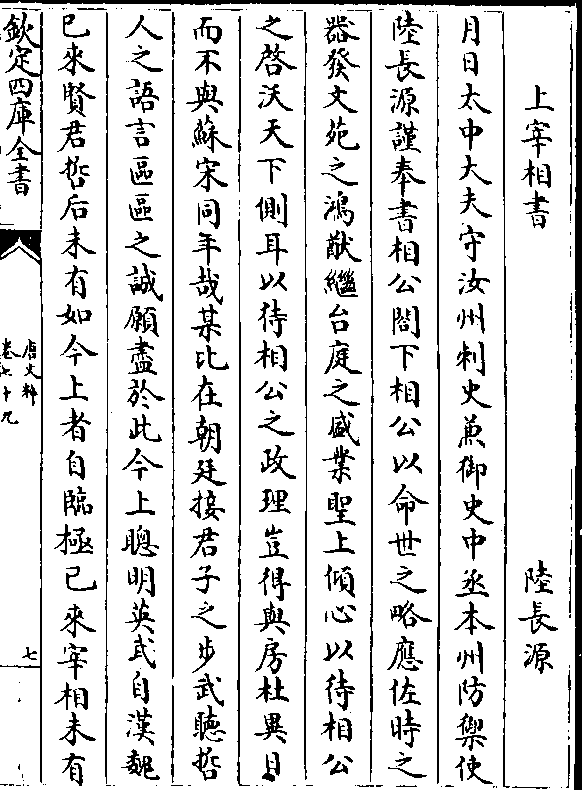 上宰相書 陸長源
月日太中大夫守汝州刺史兼御史中丞本州防禦使
陸長源謹奉書相公閤下相公以命世之略應佐時之
器發文苑之鴻猷繼台庭之盛業聖上傾心以待相公
之啓沃天下側耳以待相公之政理豈得與房杜異日
而不與蘇宋同年哉某比在朝廷接君子之步武聽哲
人之語言區區之誠願盡於此今上聰明英武自漢魏
已來賢君哲后未有如今上者自臨極已來宰相未有
欽定四庫全書
唐文粹
卷七十九
七